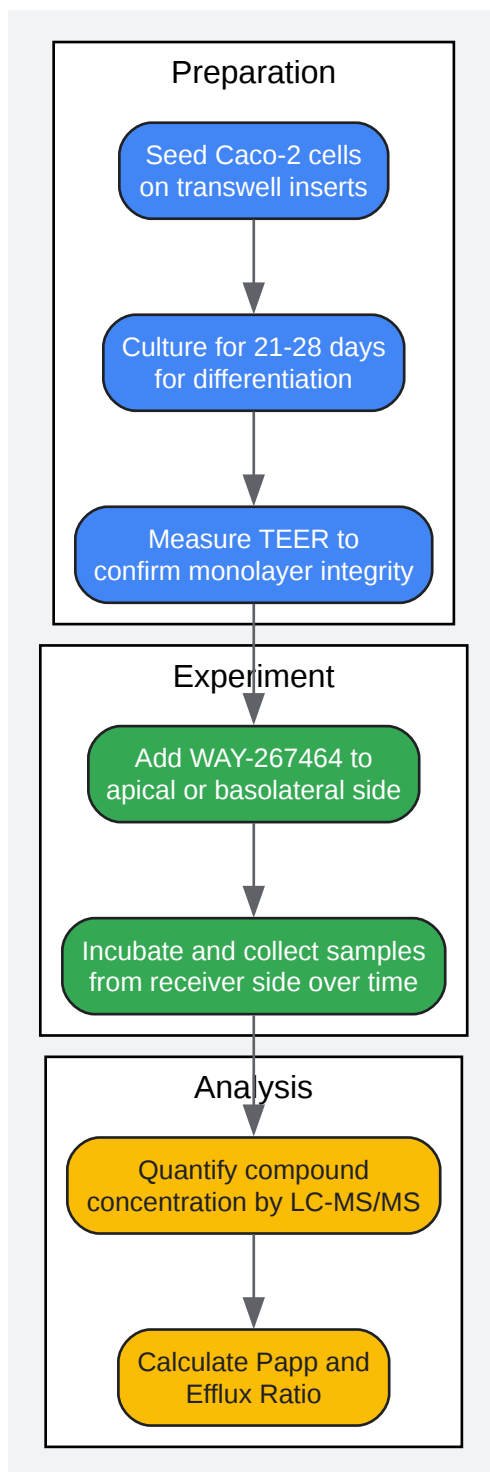 Preparation
Seed Caco-2 cells
on transwell inserts
Culture for 21-28 days
for differentiation
Measure TEER to
confirm monolayer integrity
Experiment
Add WAY-267464 to
apical or basolateral side
Incubate and collect samples
from receiver side over time
Analysis
Quantify compound
concentration by LC-MS/MS
Calculate Papp and
Efflux Ratio